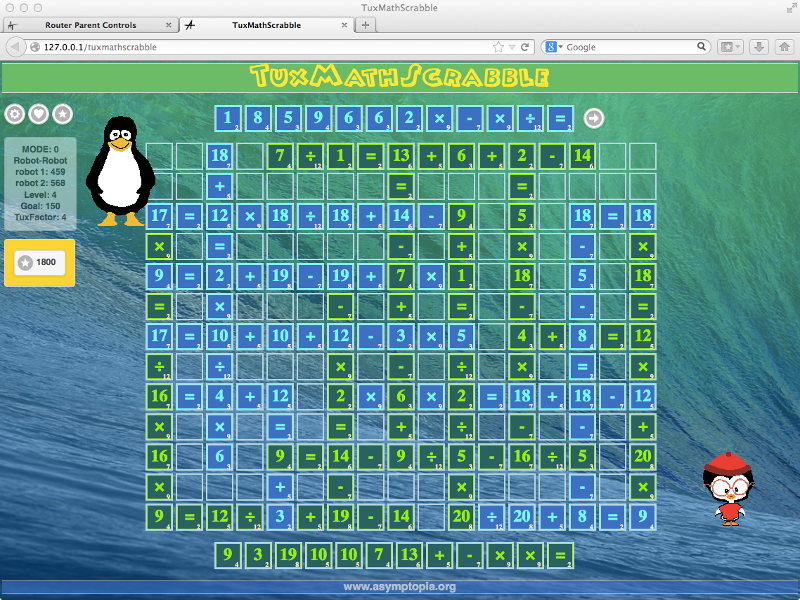 TuxMathScrabble
Router Parent Controls
TuxMathScrabble
127.0.0.1/tuxmathscrabble
Google
TuxMathScrabble
1 8 5 9 6 6 2 × - × ÷ =
MODE: 0
Robot-Robot
robot 1: 459
robot 2: 568
Level: 4
Goal: 150
TuxFactor: 4
1800
18 7 ÷ 1 = 13 + 6 + 2 - 14
+ = =
17 = 12 × 18 ÷ 18 + 14 - 9 5 18 = 18
× = - + × - ×
9 = 2 + 19 - 19 + 7 × 1 18 5 18
= × - + = - - =
17 = 10 + 10 + 12 - 3 × 5 4 + 8 = 12
÷ ÷ × - ÷ × = ×
16 = 4 + 12 2 × 6 × 2 = 18 + 18 - 12
× × = = + ÷ - - +
16 6 9 = 14 - 9 ÷ 5 - 16 ÷ 5 20
× + - × - ×
9 = 12 ÷ 3 + 19 - 14 20 ÷ 20 + 8 = 9
9 3 19 10 10 7 13 + - × × =
www.asymptopia.org